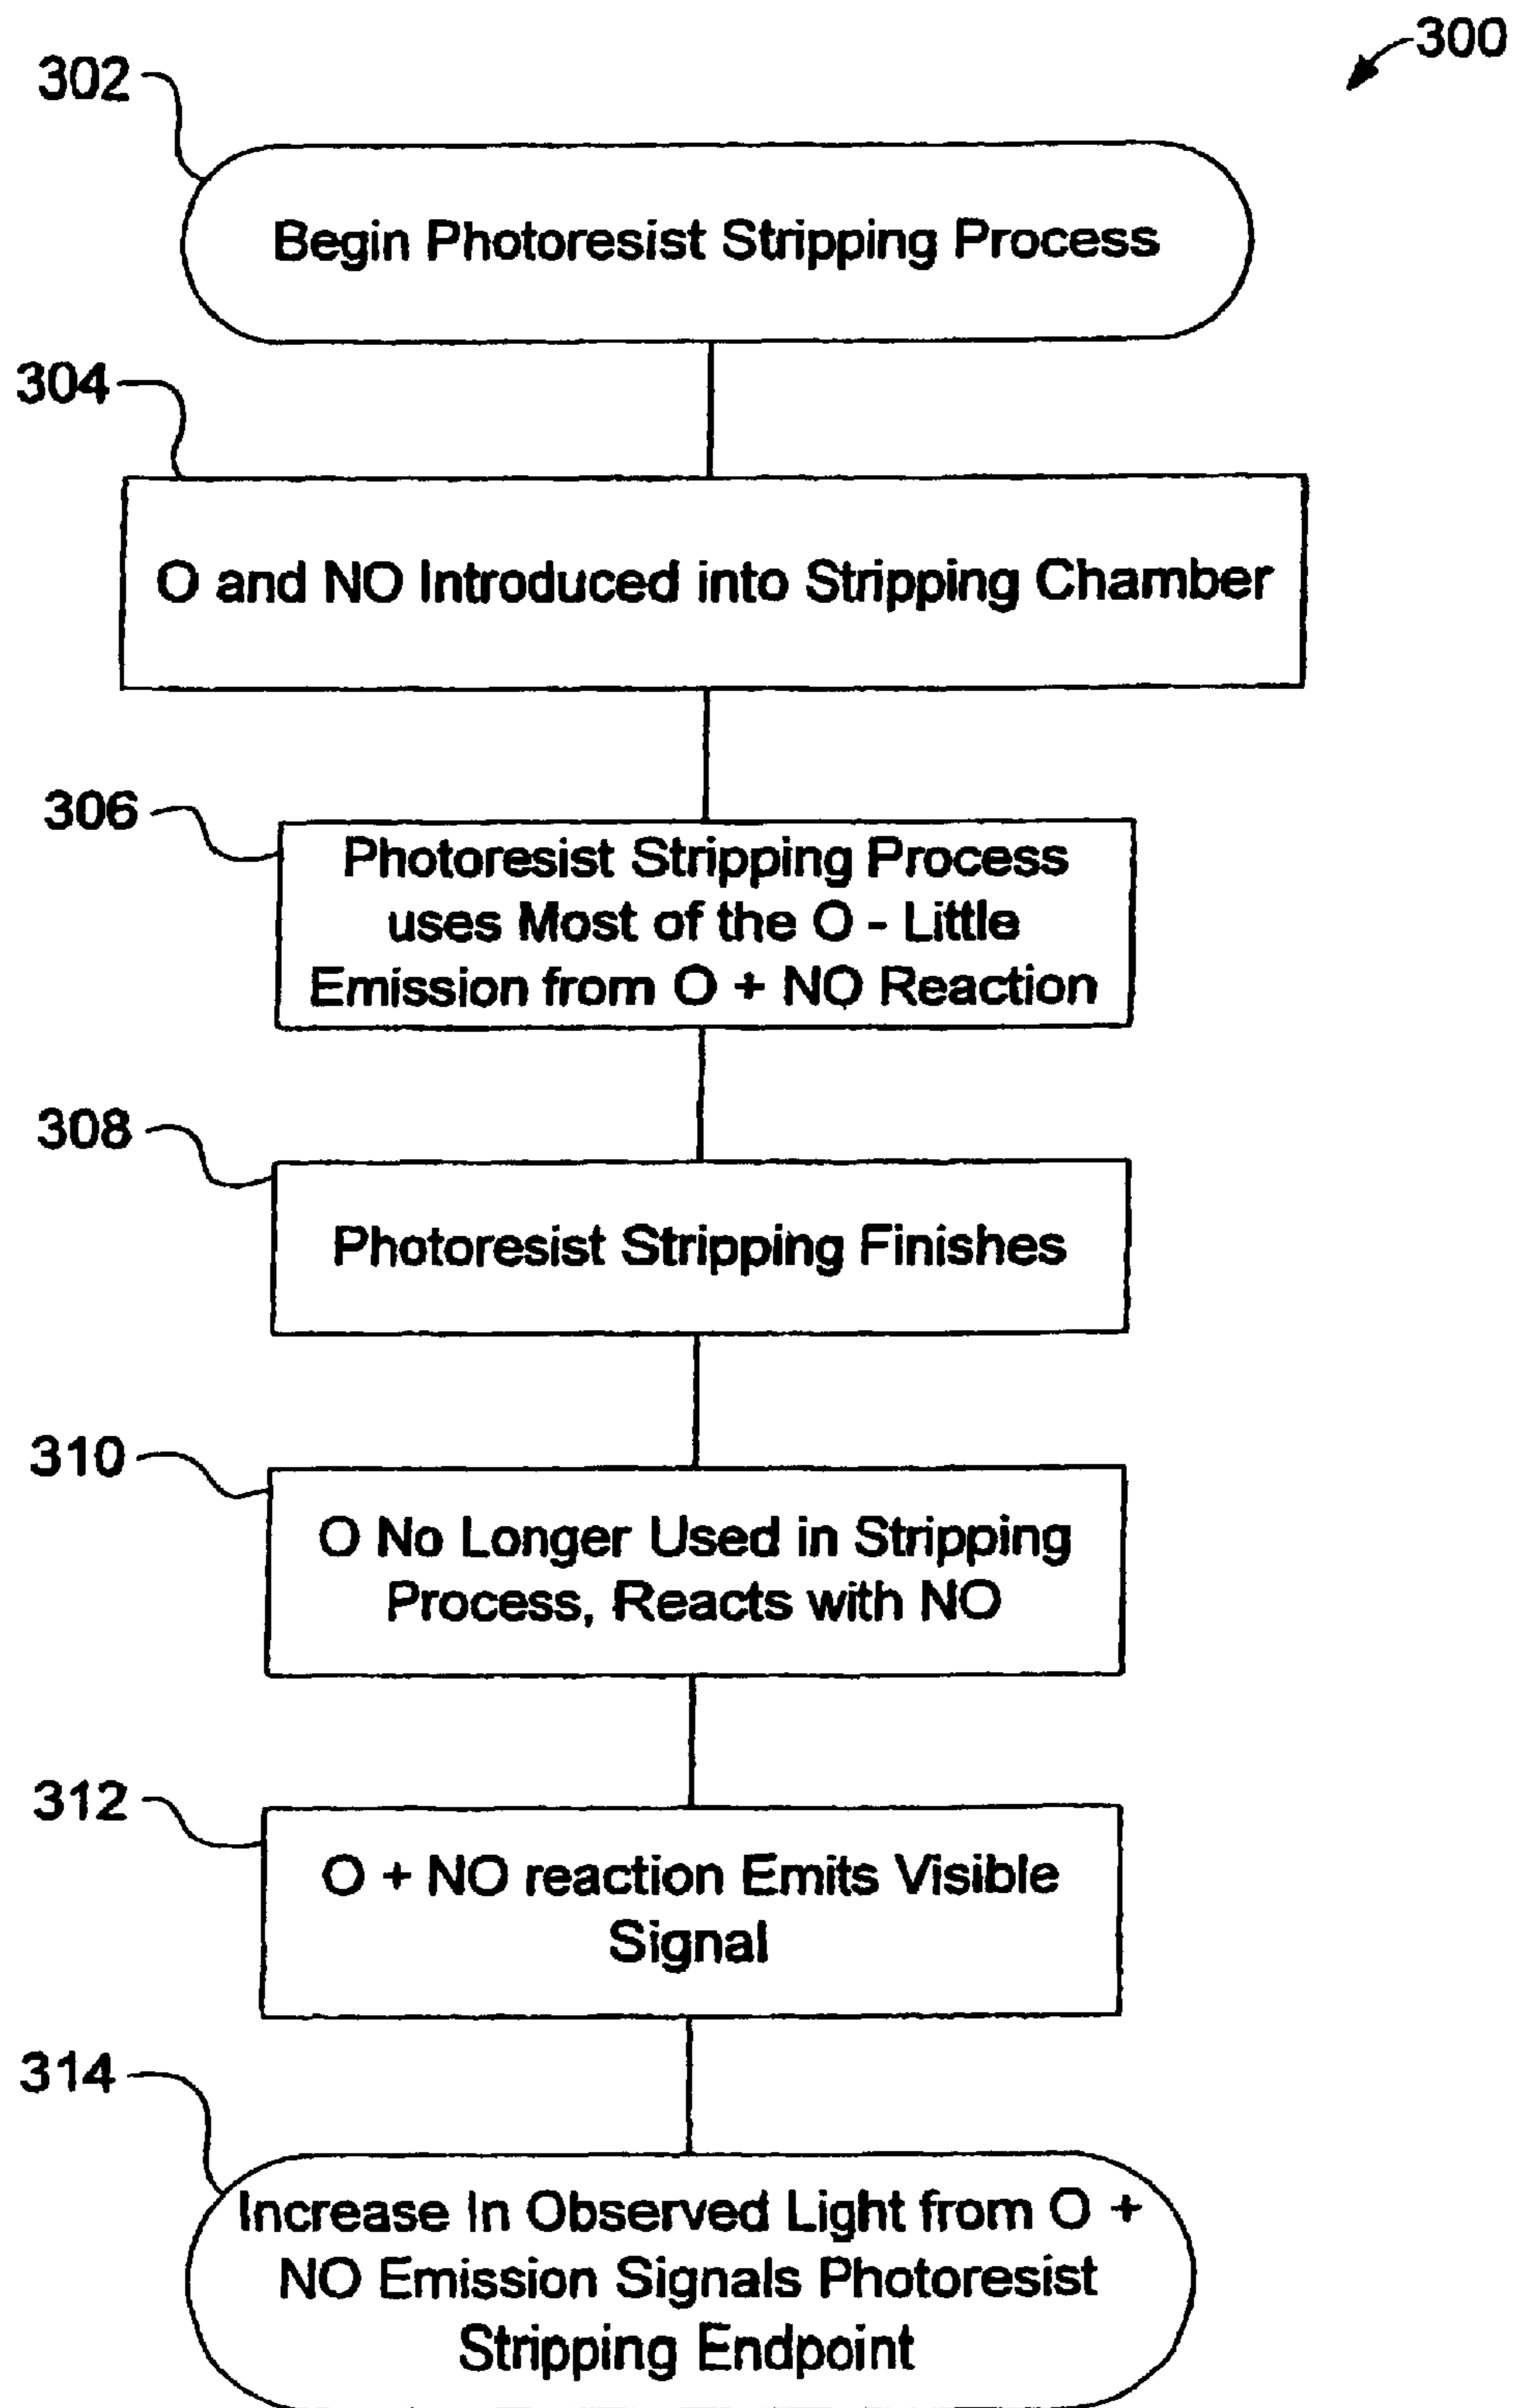 300
302
Begin Photoresist Stripping Process
304
O and NO Introduced into Stripping Chamber
306
Photoresist Stripping Process
uses Most of the O - Little
Emission from O + NO Reaction
308
Photoresist Stripping Finishes
310
O No Longer Used in Stripping
Process, Reacts with NO
312
O + NO reaction Emits Visible
Signal
314
Increase In Observed Light from O +
NO Emission Signals Photoresist
Stripping Endpoint